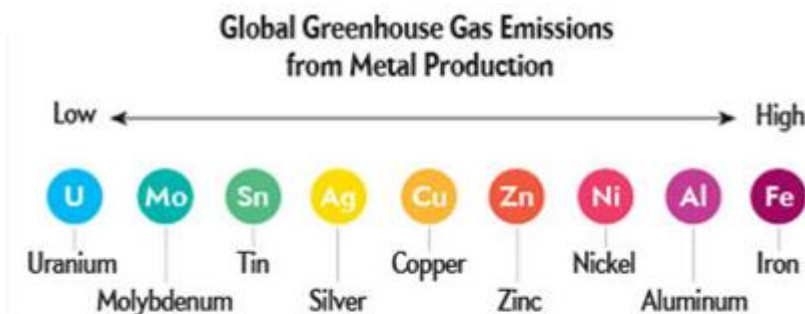 Global Greenhouse Gas Emissions
from Metal Production
Low High
U Mo Sn Ag Cu Zn Ni Al Fe
Uranium Tin Copper Nickel Iron
Molybdenum Silver Zinc Aluminum